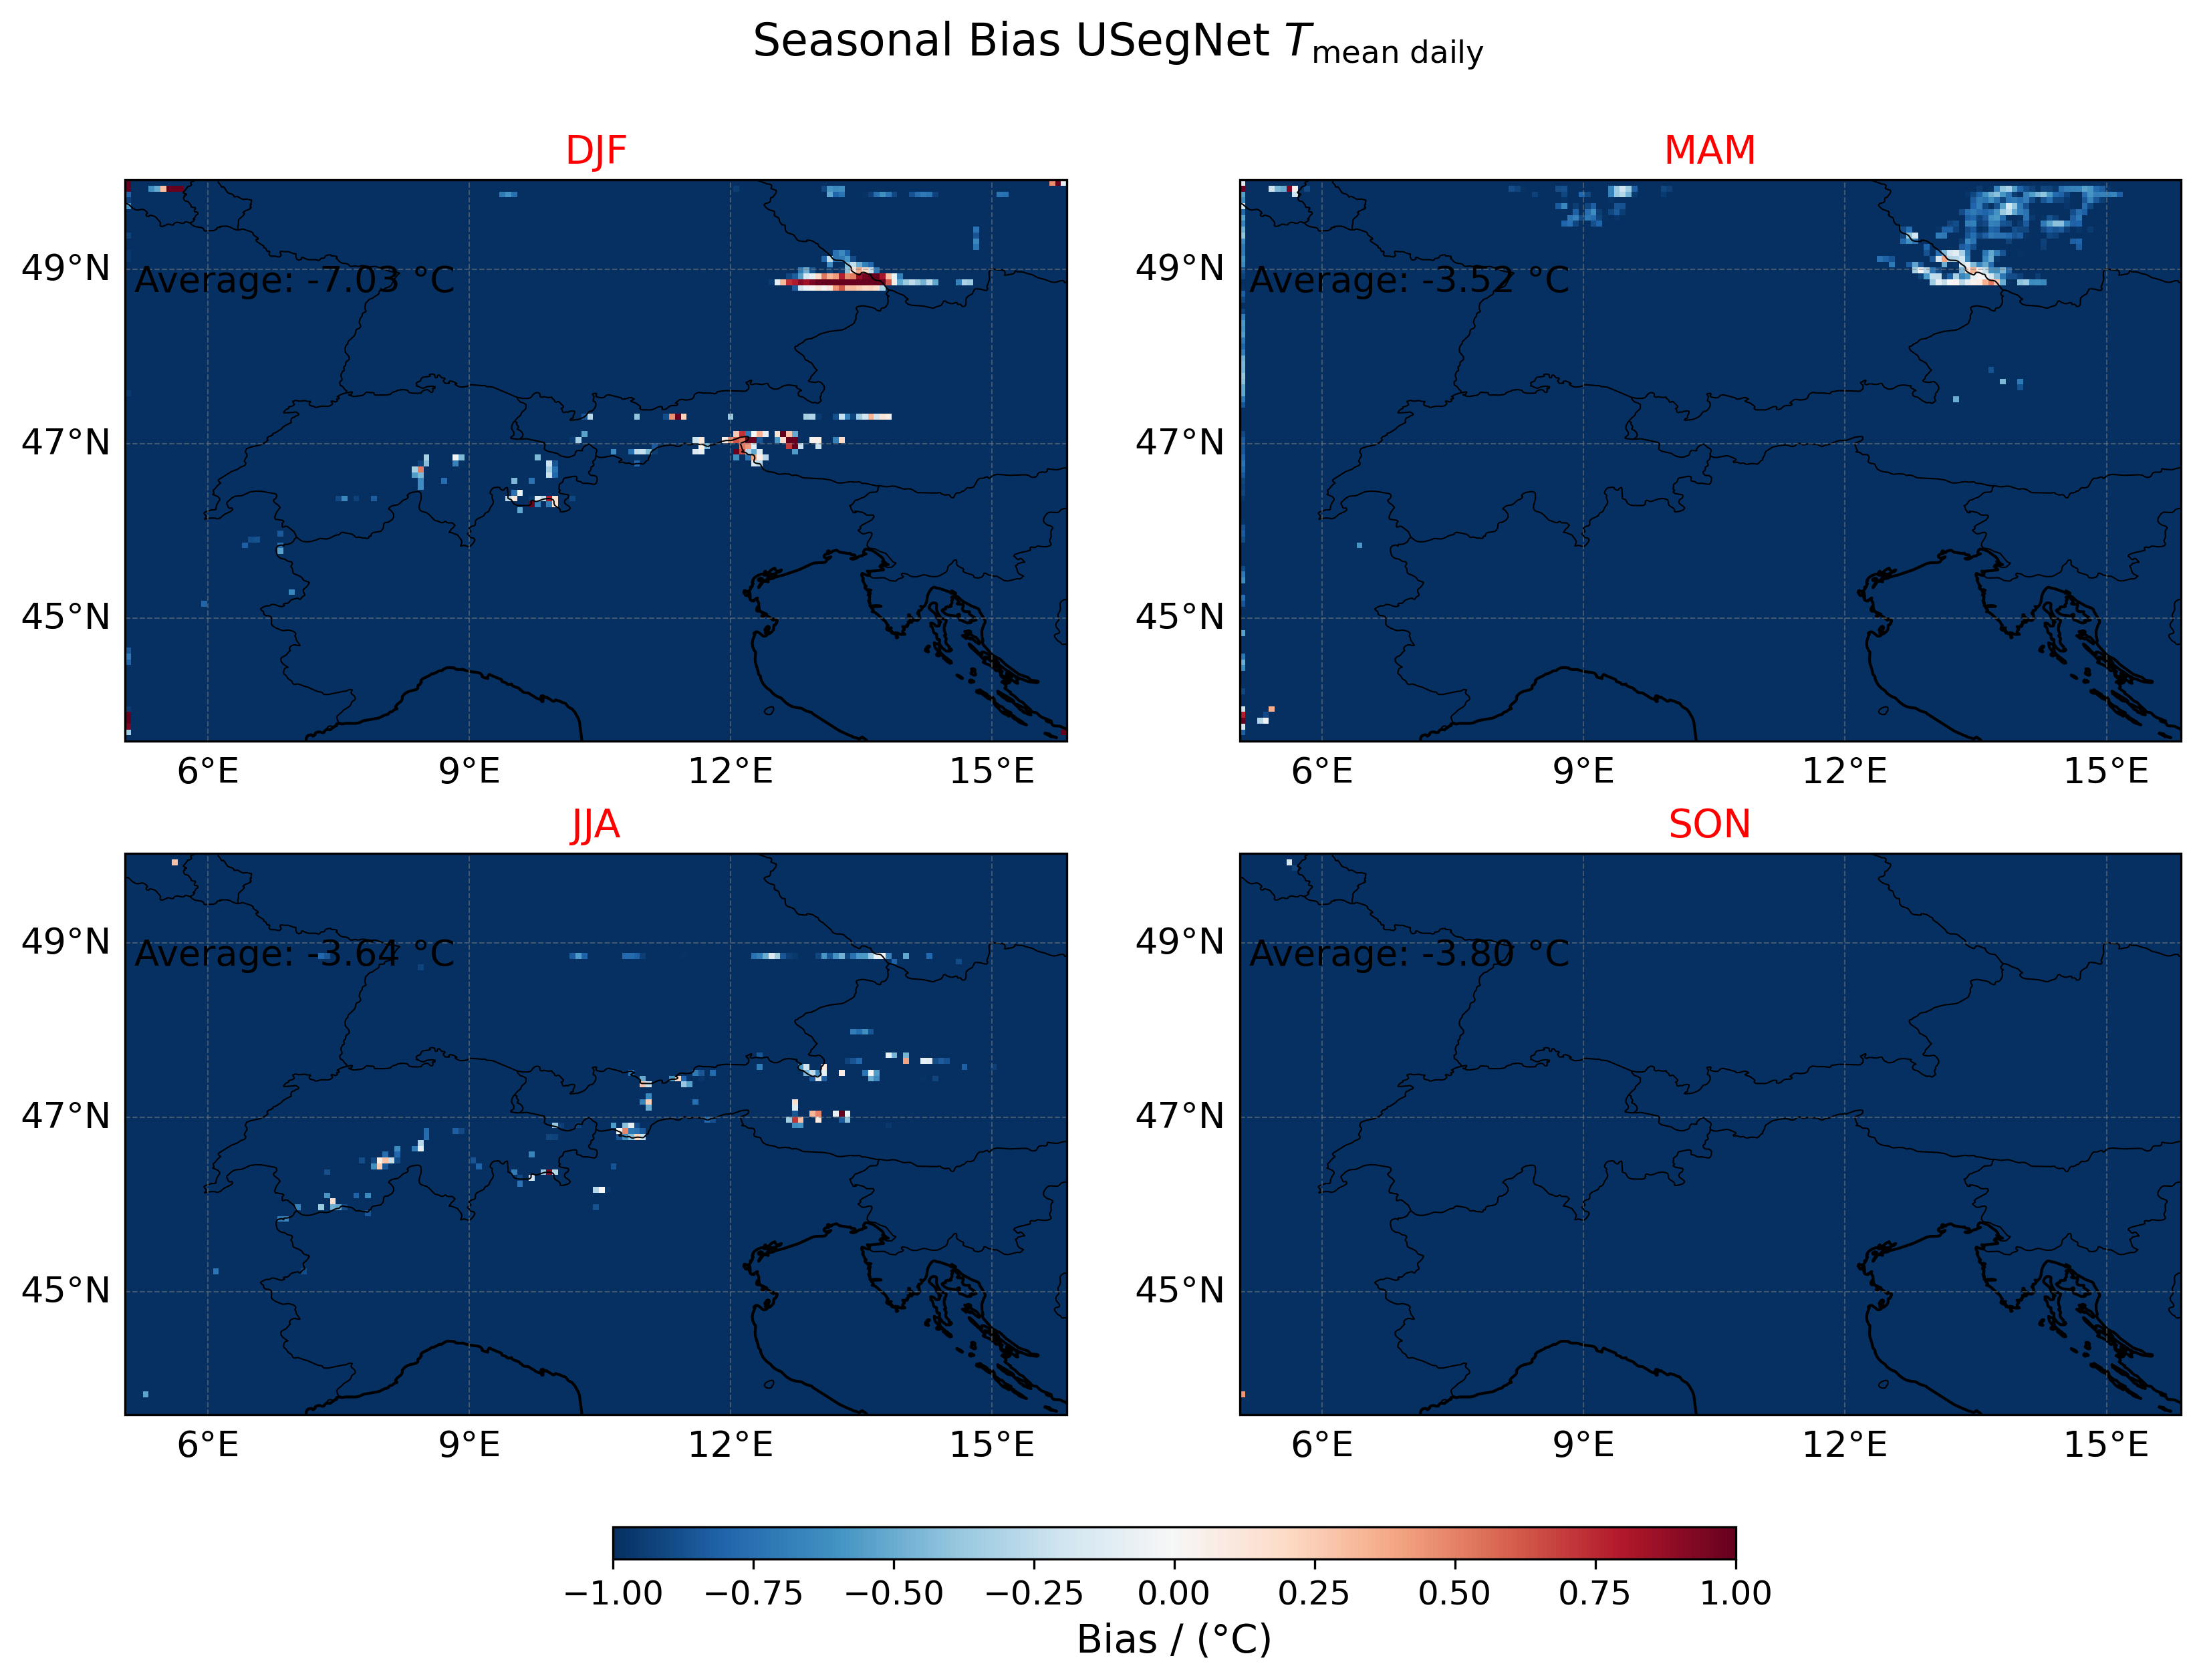 Seasonal Bias USegNet T mean daily
DJF
MAM
49°N
Average: -7.03 °C
47°N
45°N
6°E 9°E 12°E 15°E
49°N
Average: -3.52 °C
47°N
45°N
6°E 9°E 12°E 15°E
JJA
SON
49°N
Average: -3.64 °C
47°N
45°N
6°E 9°E 12°E 15°E
49°N
Average: -3.80 °C
47°N
45°N
6°E 9°E 12°E 15°E
−1.00 −0.75 −0.50 −0.25 0.00 0.25 0.50 0.75 1.00
Bias / (°C)